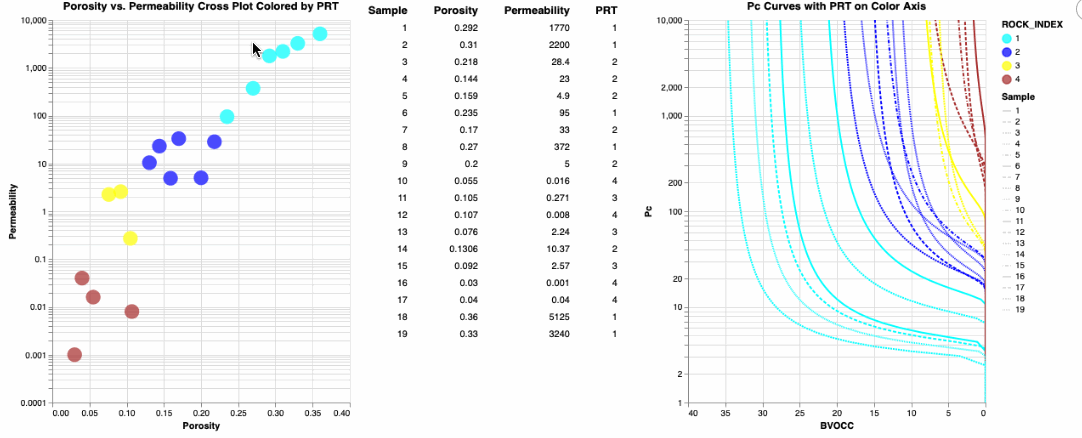 Porosity vs. Permeability Cross Plot Colored by PRT
10,000
1,000
100
10
1
0.1
0.01
0.001
0.0001
Permeability
0.00 0.05 0.10 0.15 0.20 0.25 0.30 0.35 0.40
Porosity
Sample Porosity Permeability PRT
1 0.292 1770 1
2 0.31 2200 1
3 0.218 28.4 2
4 0.144 23 2
5 0.159 4.9 2
6 0.235 95 1
7 0.17 33 2
8 0.27 372 1
9 0.2 5 2
10 0.055 0.016 4
11 0.105 0.271 3
12 0.107 0.008 4
13 0.076 2.24 3
14 0.1306 10.37 2
15 0.092 2.57 3
16 0.03 0.001 4
17 0.04 0.04 4
18 0.36 5125 1
19 0.33 3240 1
Pc Curves with PRT on Color Axis
10,000
2,000
1,000
200
100
20
10
2
1
Pc
40 35 30 25 20 15 10 5 0
BVOCC
ROCK_INDEX
1
2
3
4
Sample
1
2
3
4
5
6
7
8
9
10
11
12
13
14
15
16
17
18
19